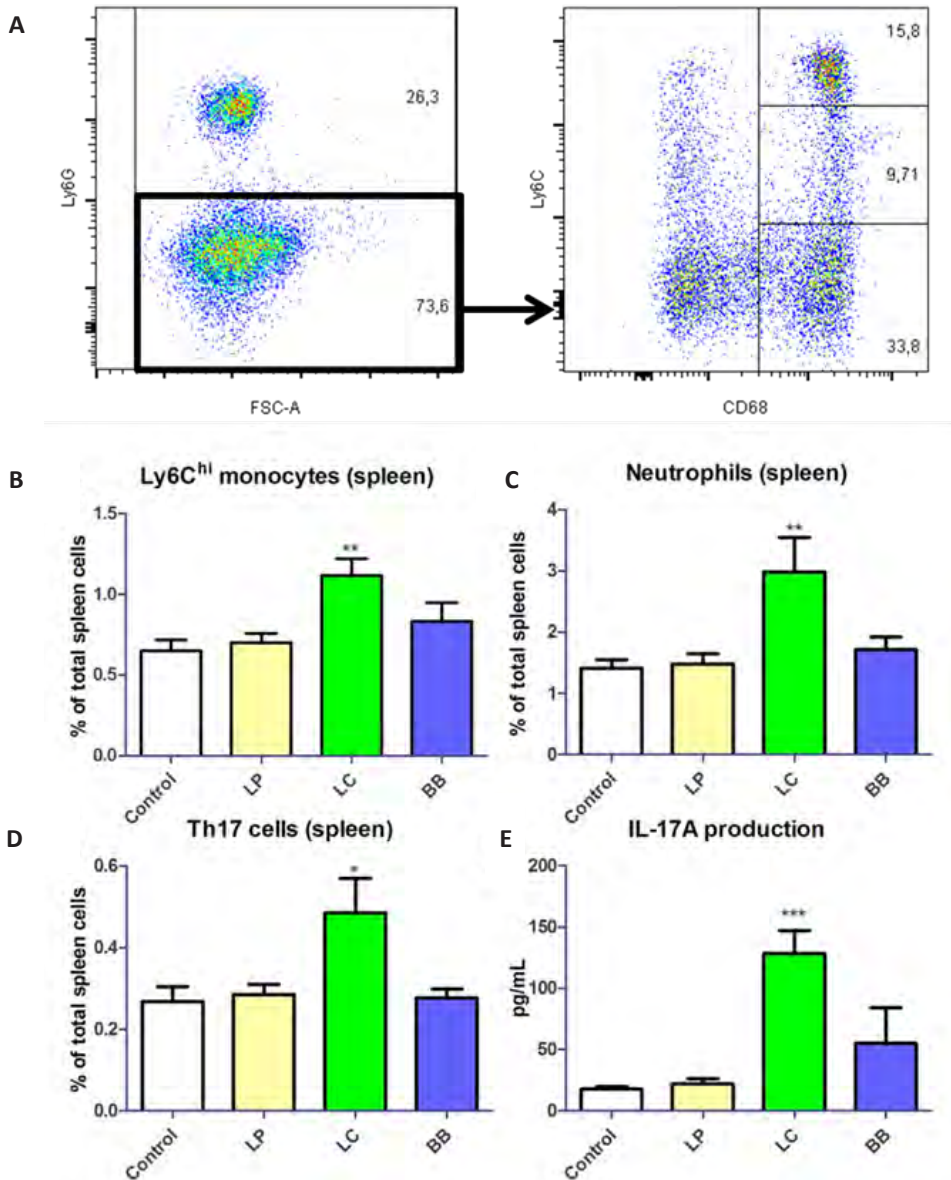 A
Ly6G
26,3
73,6
FSC-A
Ly6C
15,8
9,71
33,8
CD68
B
Ly6Chi monocytes (spleen)
% of total spleen cells
1.5
1.0
0.5
0.0
**
Control
LP
LC
BB
C
Neutrophils (spleen)
% of total spleen cells
4
3
2
1
0
**
Control
LP
LC
BB
D
Th17 cells (spleen)
% of total spleen cells
0.6
0.4
0.2
0.0
*
Control
LP
LC
BB
E
IL-17A production
pg/mL
200
150
100
50
0
***
Control
LP
LC
BB